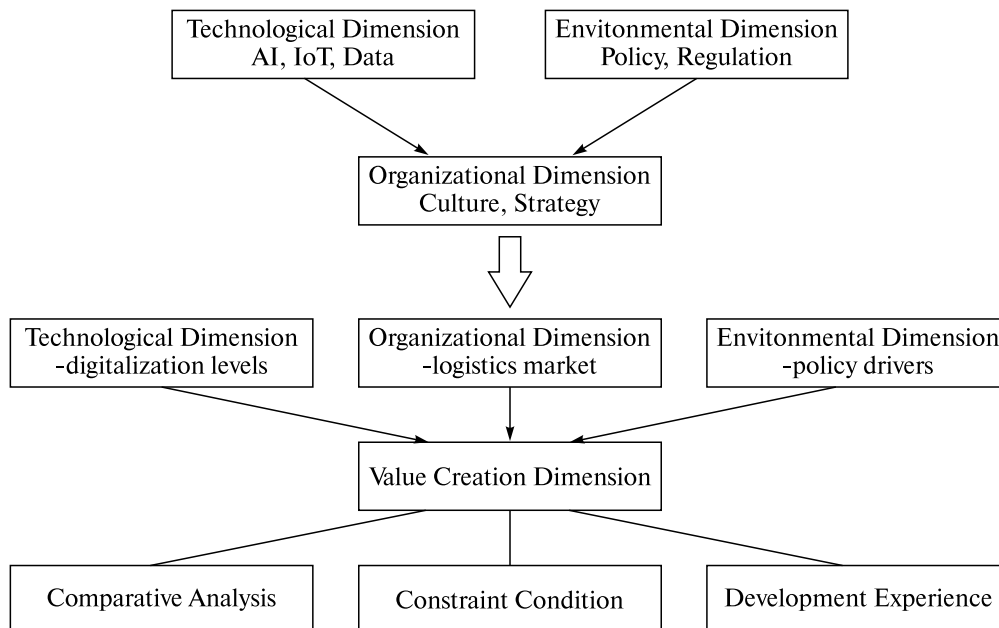 Technological Dimension
AI, IoT, Data
Envitonmental Dimension
Policy, Regulation
Organizational Dimension
Culture, Strategy
Technological Dimension
-digitalization levels
Organizational Dimension
-logistics market
Envitonmental Dimension
-policy drivers
Value Creation Dimension
Comparative Analysis
Constraint Condition
Development Experience